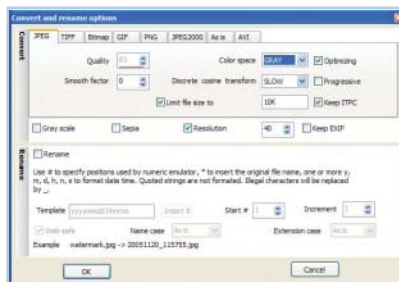 Convert and rename options
Convert
JPEG TIFF Bitmap GIF PNG JPEG2000 As is AVI
Quality 83 Color space GRAY Optimizing
Smooth factor 0 Discrete cosine transform SLOW Progressive
Limit file size to 10K Keep ITPC
Gray scale Sepia Resolution 40 Keep EXIF
Rename
Rename
Use # to specify positions used by numeric emulator, * to insert the original file name, one or more y,
m, d, h, n, s to format date time. Quoted strings are not formatted. Illegal characters will be replaced
by _.
Template Insert Start # 1 Increment 1
Web safe Name case As is Extension case As is
Example watermark.jpg -> 20051120_115755.jpg
OK Cancel